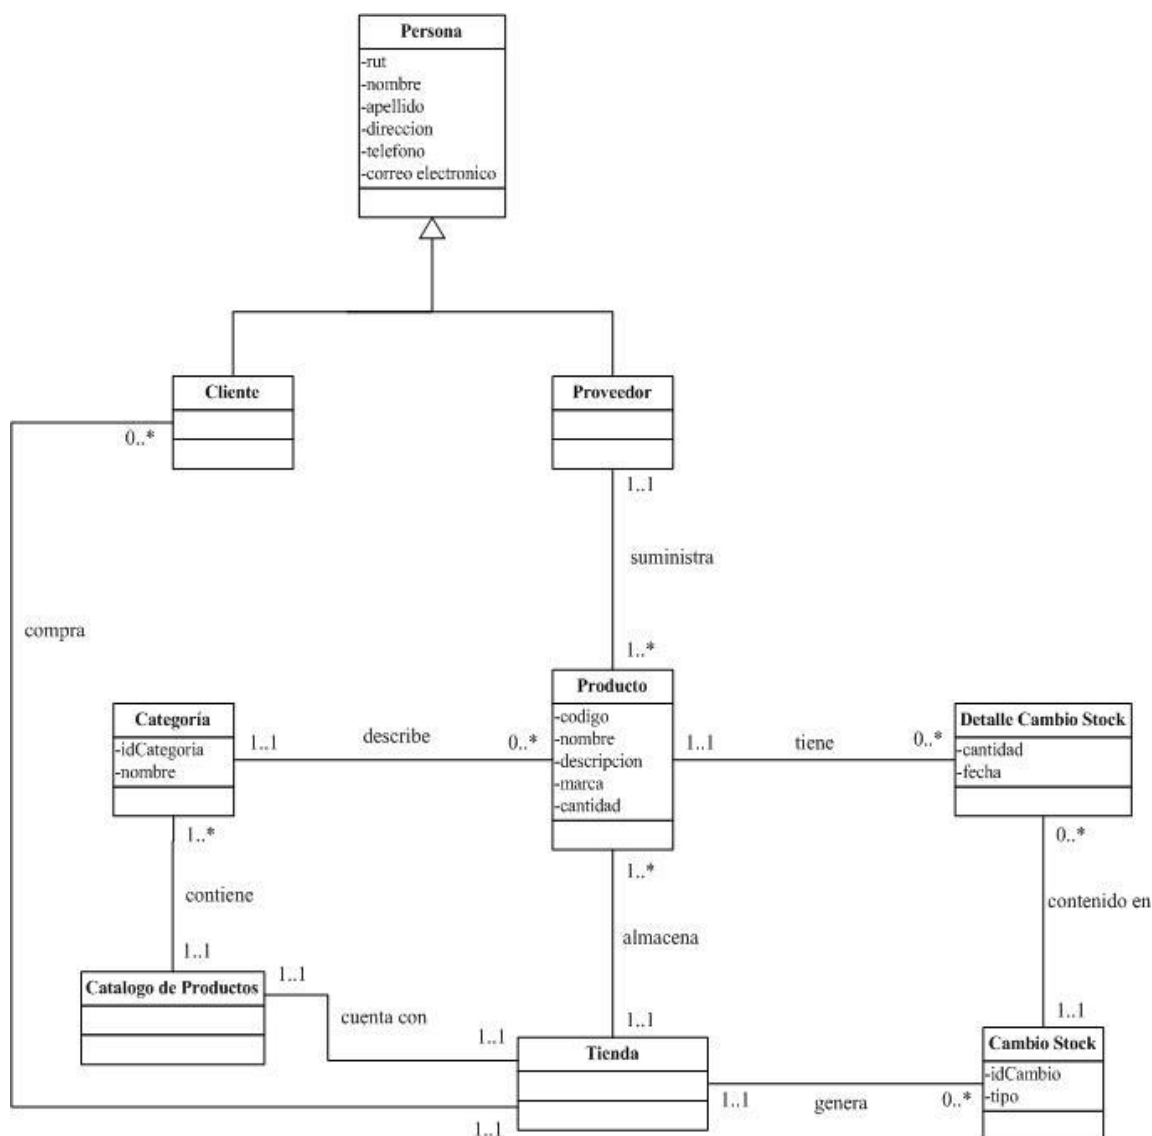 Persona
-rut
-nombre
-apellido
-direccion
-telefono
-correo electronico
Cliente
Proveedor
0..*
1..1
suministra
compra
1..*
Producto
-codigo
-nombre
-descripcion
-marca
-cantidad
Categoría
-idCategoria
-nombre
1..1
describe
0..*
1..1
tiene
0..*
Detalle Cambio Stock
-cantidad
-fecha
1..*
1..*
0..*
contiene
almacena
contenido en
1..1
Catalogo de Productos
1..1
cuenta con
1..1
1..1
Tienda
1..1
Cambio Stock
-idCambio
-tipo
1..1
genera
0..*
1..1